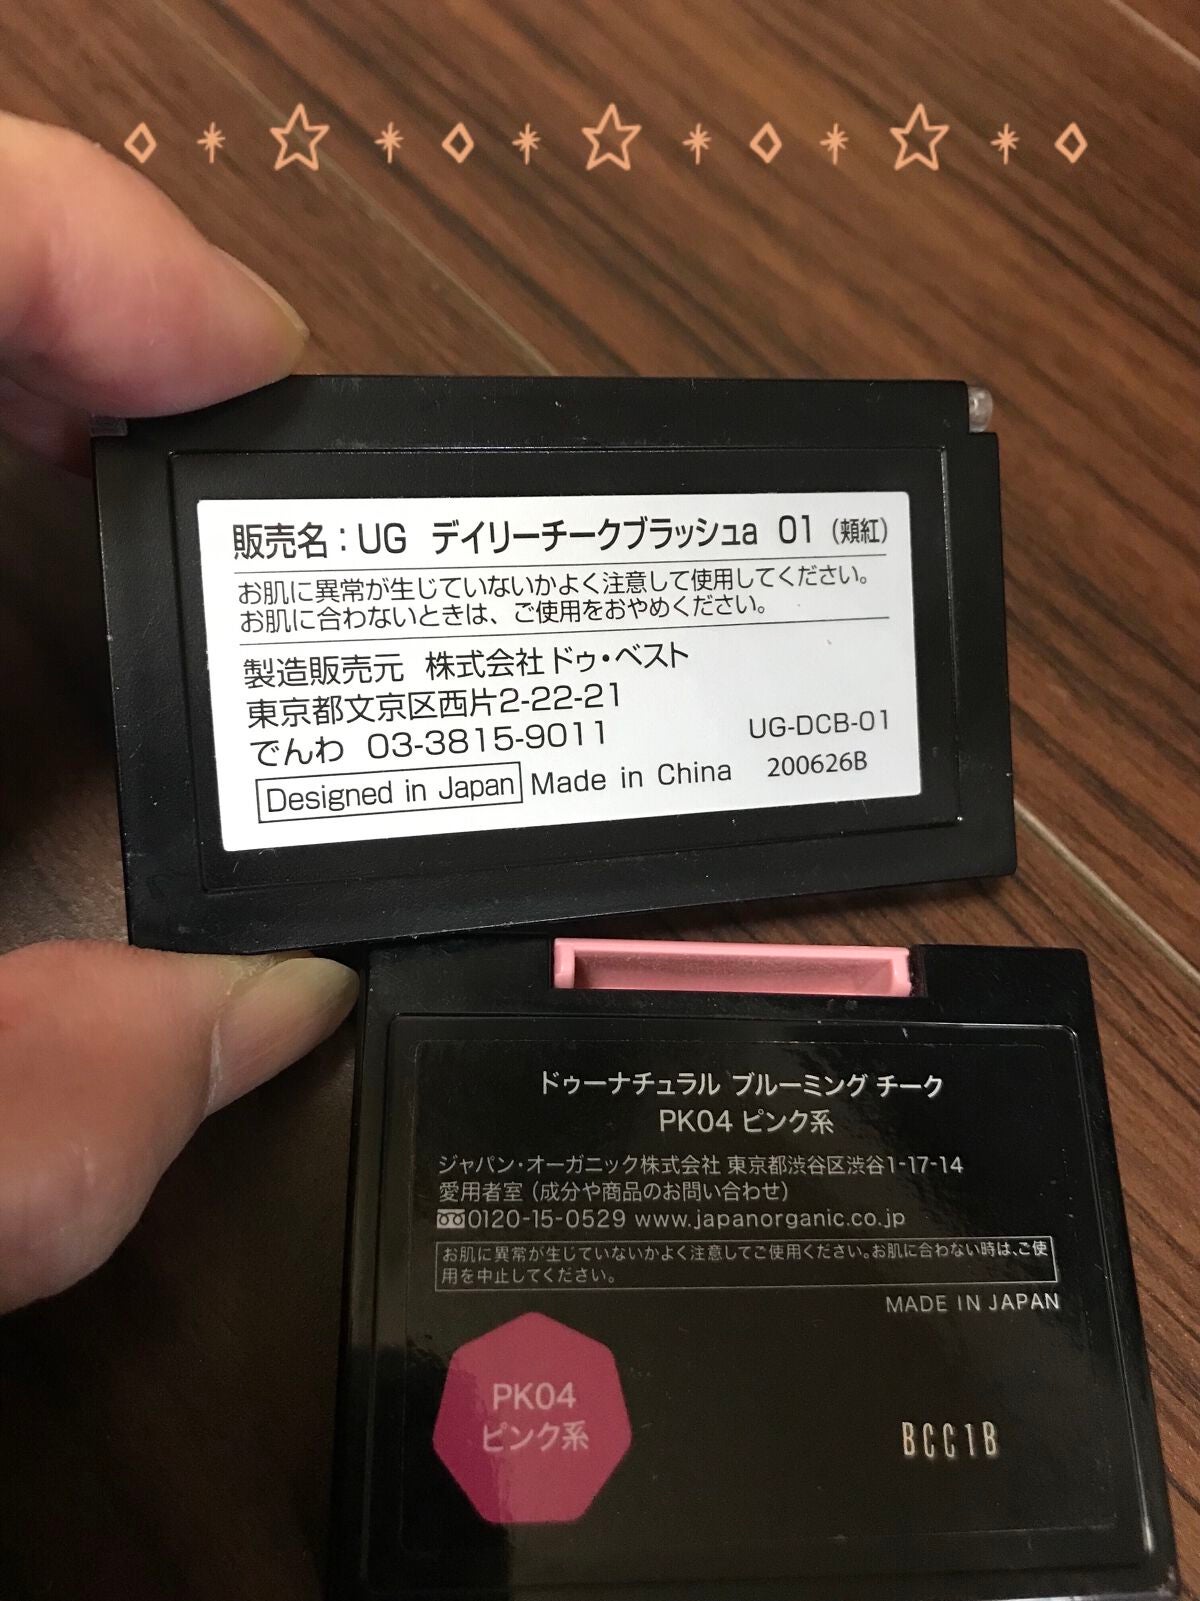 販売名：UG デイリーチークブラッシュa 01（頬紅）
お肌に異常が生じていないかよく注意して使用してください。
お肌に合わないときは、ご使用をおやめください。
製造販売元 株式会社ドゥ・ベスト
東京都文京区西片2-22-21
でんわ 03-3815-9011
UG-DCB-01
Designed in Japan Made in China
200626B
ドゥーナチュラル ブルーミング チーク
PK04 ピンク系
ジャパン・オーガニック株式会社 東京都渋谷区渋谷1-17-14
愛用者室（成分や商品のお問い合わせ）
0120-15-0529 www.japanorganic.co.jp
お肌に異常が生じていないかよく注意してご使用ください。お肌に合わない時は、ご使
用を中止してください。
MADE IN JAPAN
PK04
ピンク系
BCC1B